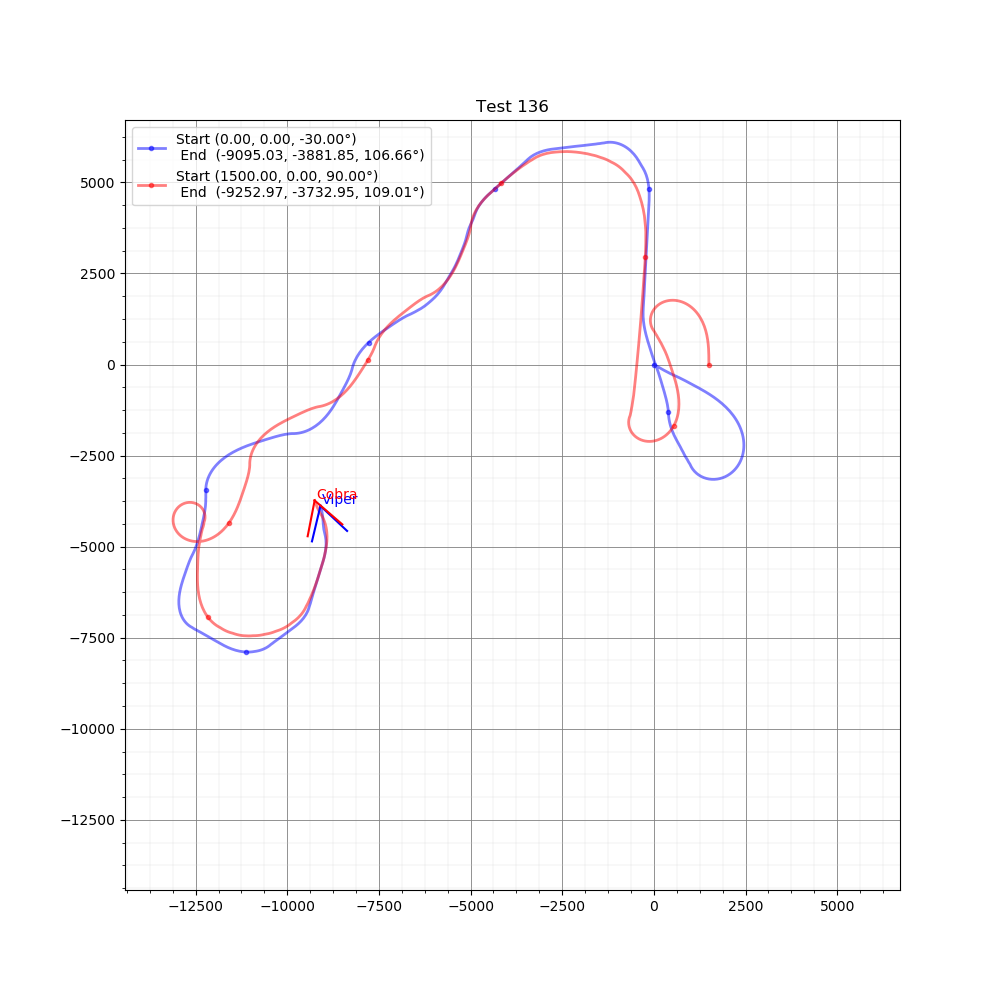 Test 136
Start (0.00, 0.00, -30.00°)
End (-9095.03, -3881.85, 106.66°)
Start (1500.00, 0.00, 90.00°)
End (-9252.97, -3732.95, 109.01°)
5000
2500
0
−2500
−5000
−7500
−10000
−12500
Cobra
Viper
−12500 −10000 −7500 −5000 −2500 0 2500 5000